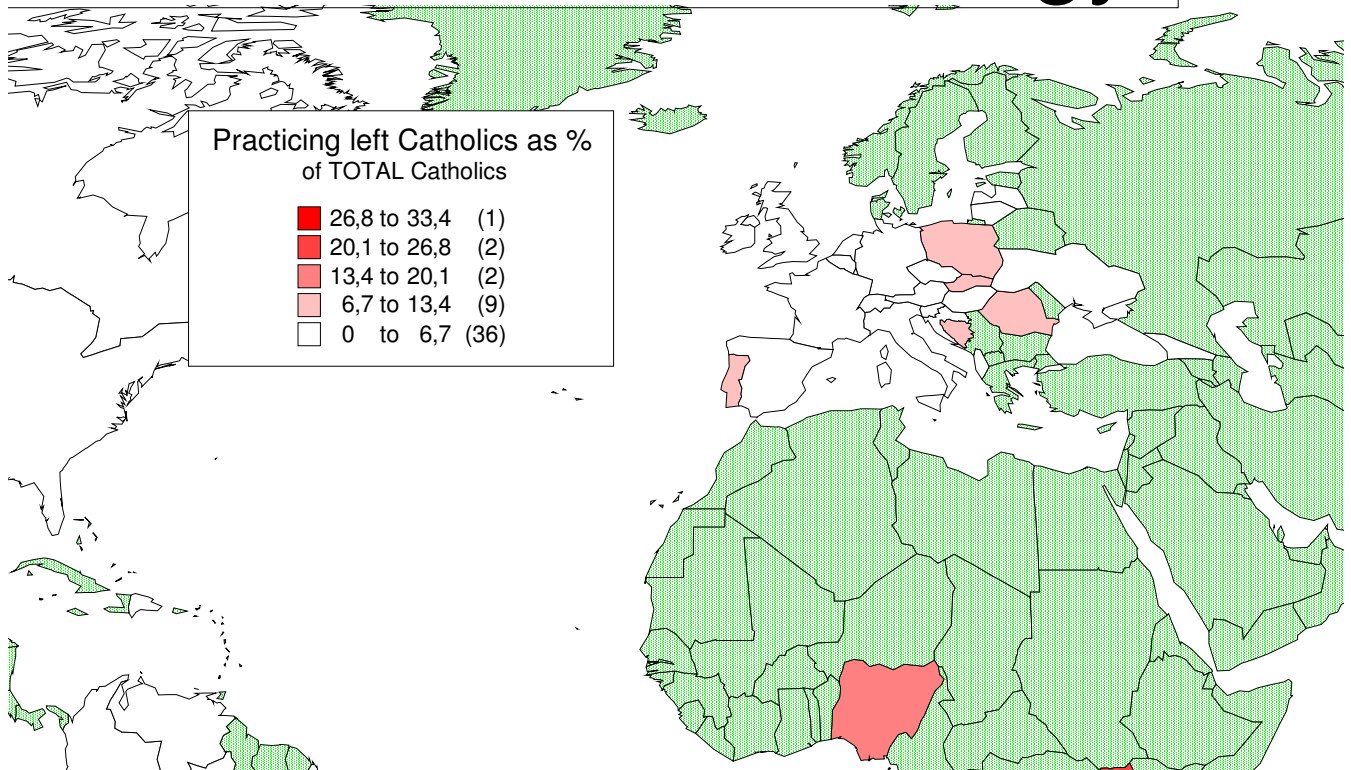 Practicing left Catholics as %
of TOTAL Catholics
26,8 to 33,4 (1)
20,1 to 26,8 (2)
13,4 to 20,1 (2)
6,7 to 13,4 (9)
0 to 6,7 (36)